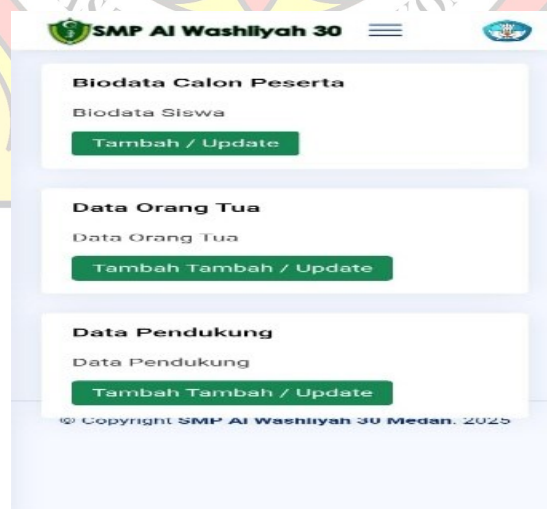 SMP Al Washliyah 30
Biodata Calon Peserta
Biodata Siswa
Tambah / Update
Data Orang Tua
Data Orang Tua
Tambah Tambah / Update
Data Pendukung
Data Pendukung
Tambah Tambah / Update
© Copyright SMP Al Washliyah 30 Medan. 2025